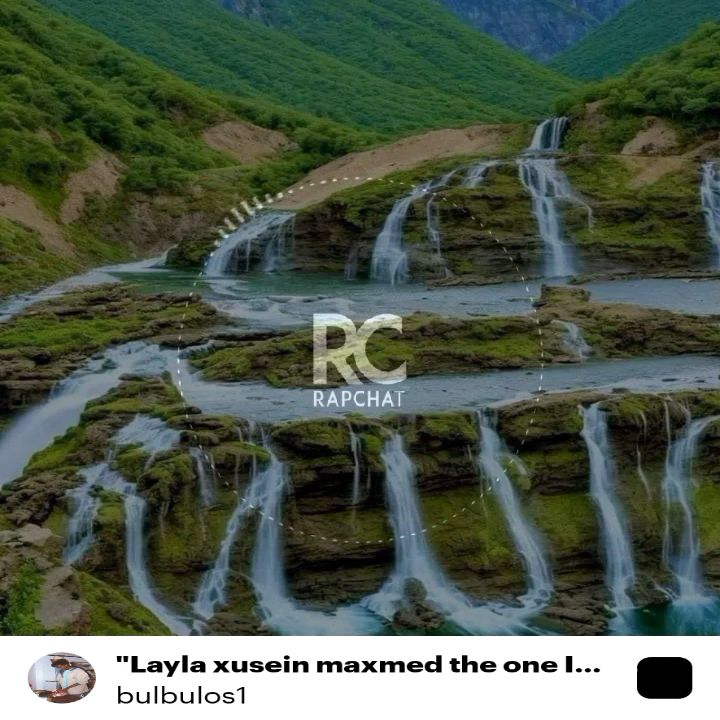 RC
RAPCHAT
"Layla xusein maxmed the one I...
bulbulos1